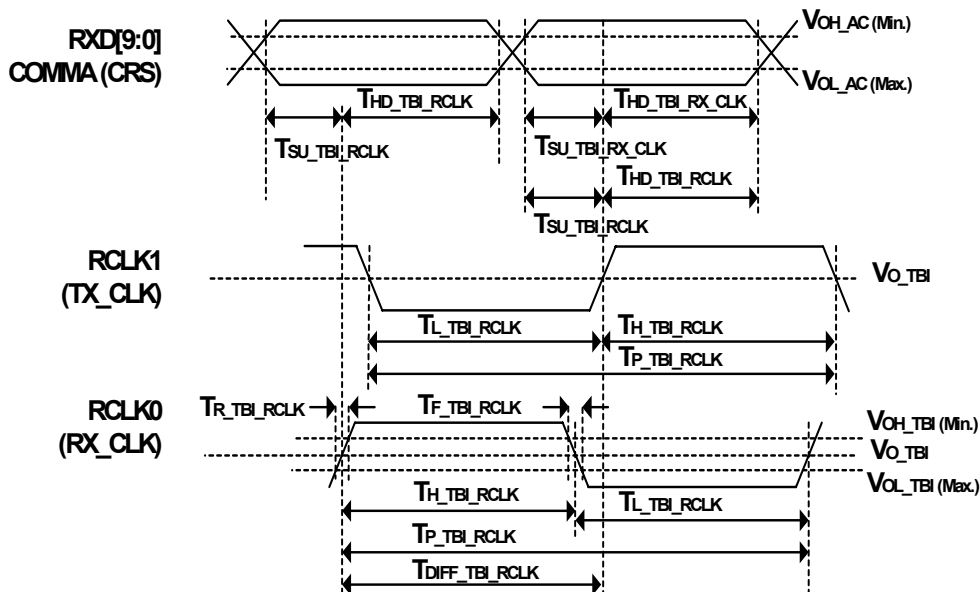 RXD[9:0]
COMMA (CRS)
VOH_AC (Min.)
VOL_AC (Max.)
THD_TBI_RCLK
THD_TBI_RX_CLK
TSU_TBI_RCLK
TSU_TBI_RX_CLK
THD_TBI_RCLK
TSU_TBI_RCLK
RCLK1
(TX_CLK)
VO_TBI
TL_TBI_RCLK
TH_TBI_RCLK
TP_TBI_RCLK
RCLK0
(RX_CLK)
TR_TBI_RCLK
TF_TBI_RCLK
VOH_TBI (Min.)
VO_TBI
VOL_TBI (Max.)
TH_TBI_RCLK
TL_TBI_RCLK
TP_TBI_RCLK
TDIFF_TBI_RCLK